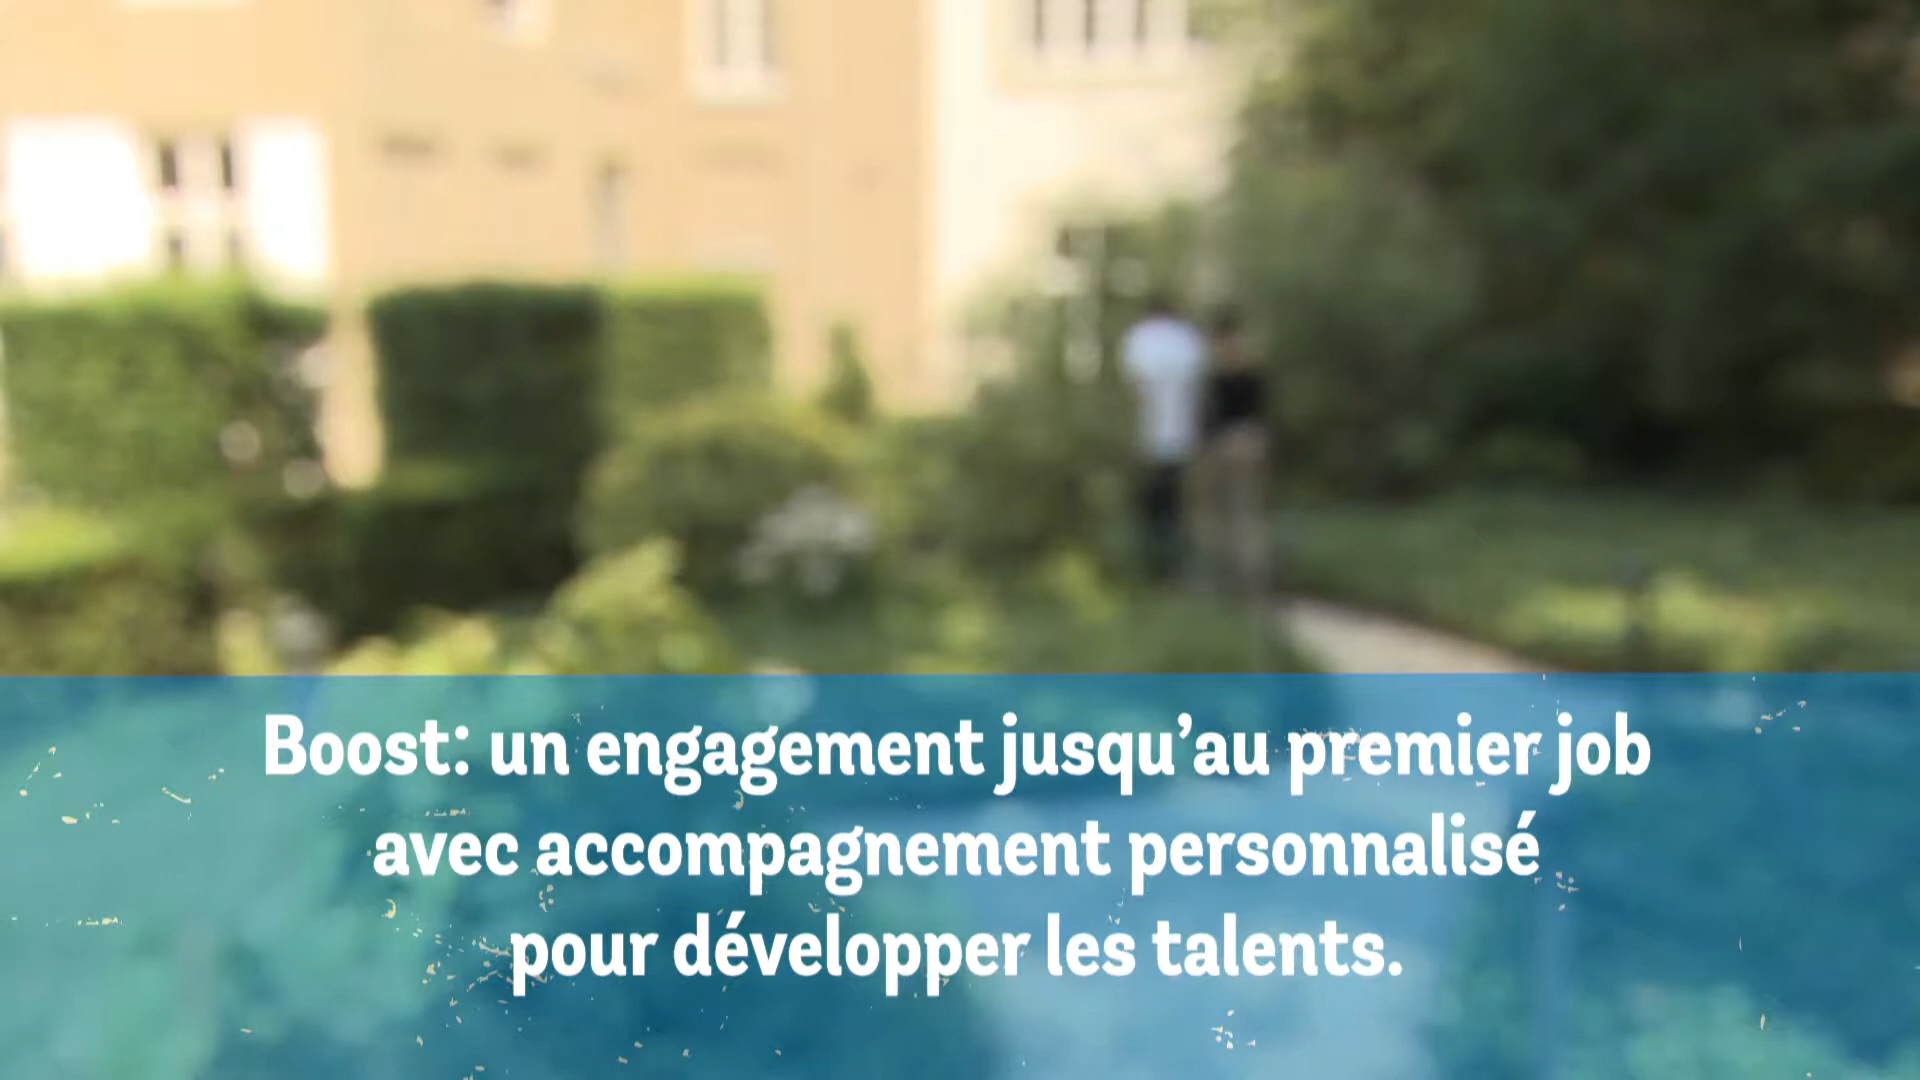 Boost: un engagement jusqu’au premier job
avec accompagnement personnalisé
pour développer les talents.